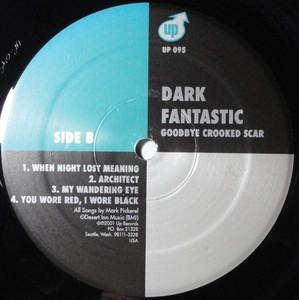 up
UP 095
DARK
FANTASTIC
GOODBYE CROOKED SCAR
SIDE B
1. WHEN NIGHT LOST MEANING
2. ARCHITECT
3. MY WANDERING EYE
4. YOU WORE RED, I WORE BLACK
All Songs by Mark Pickerel
©Desert Inn Music (BMI)
℗©2001 Up Records
P.O. Box 21328
Seattle, Wash. 98111-3328
USA